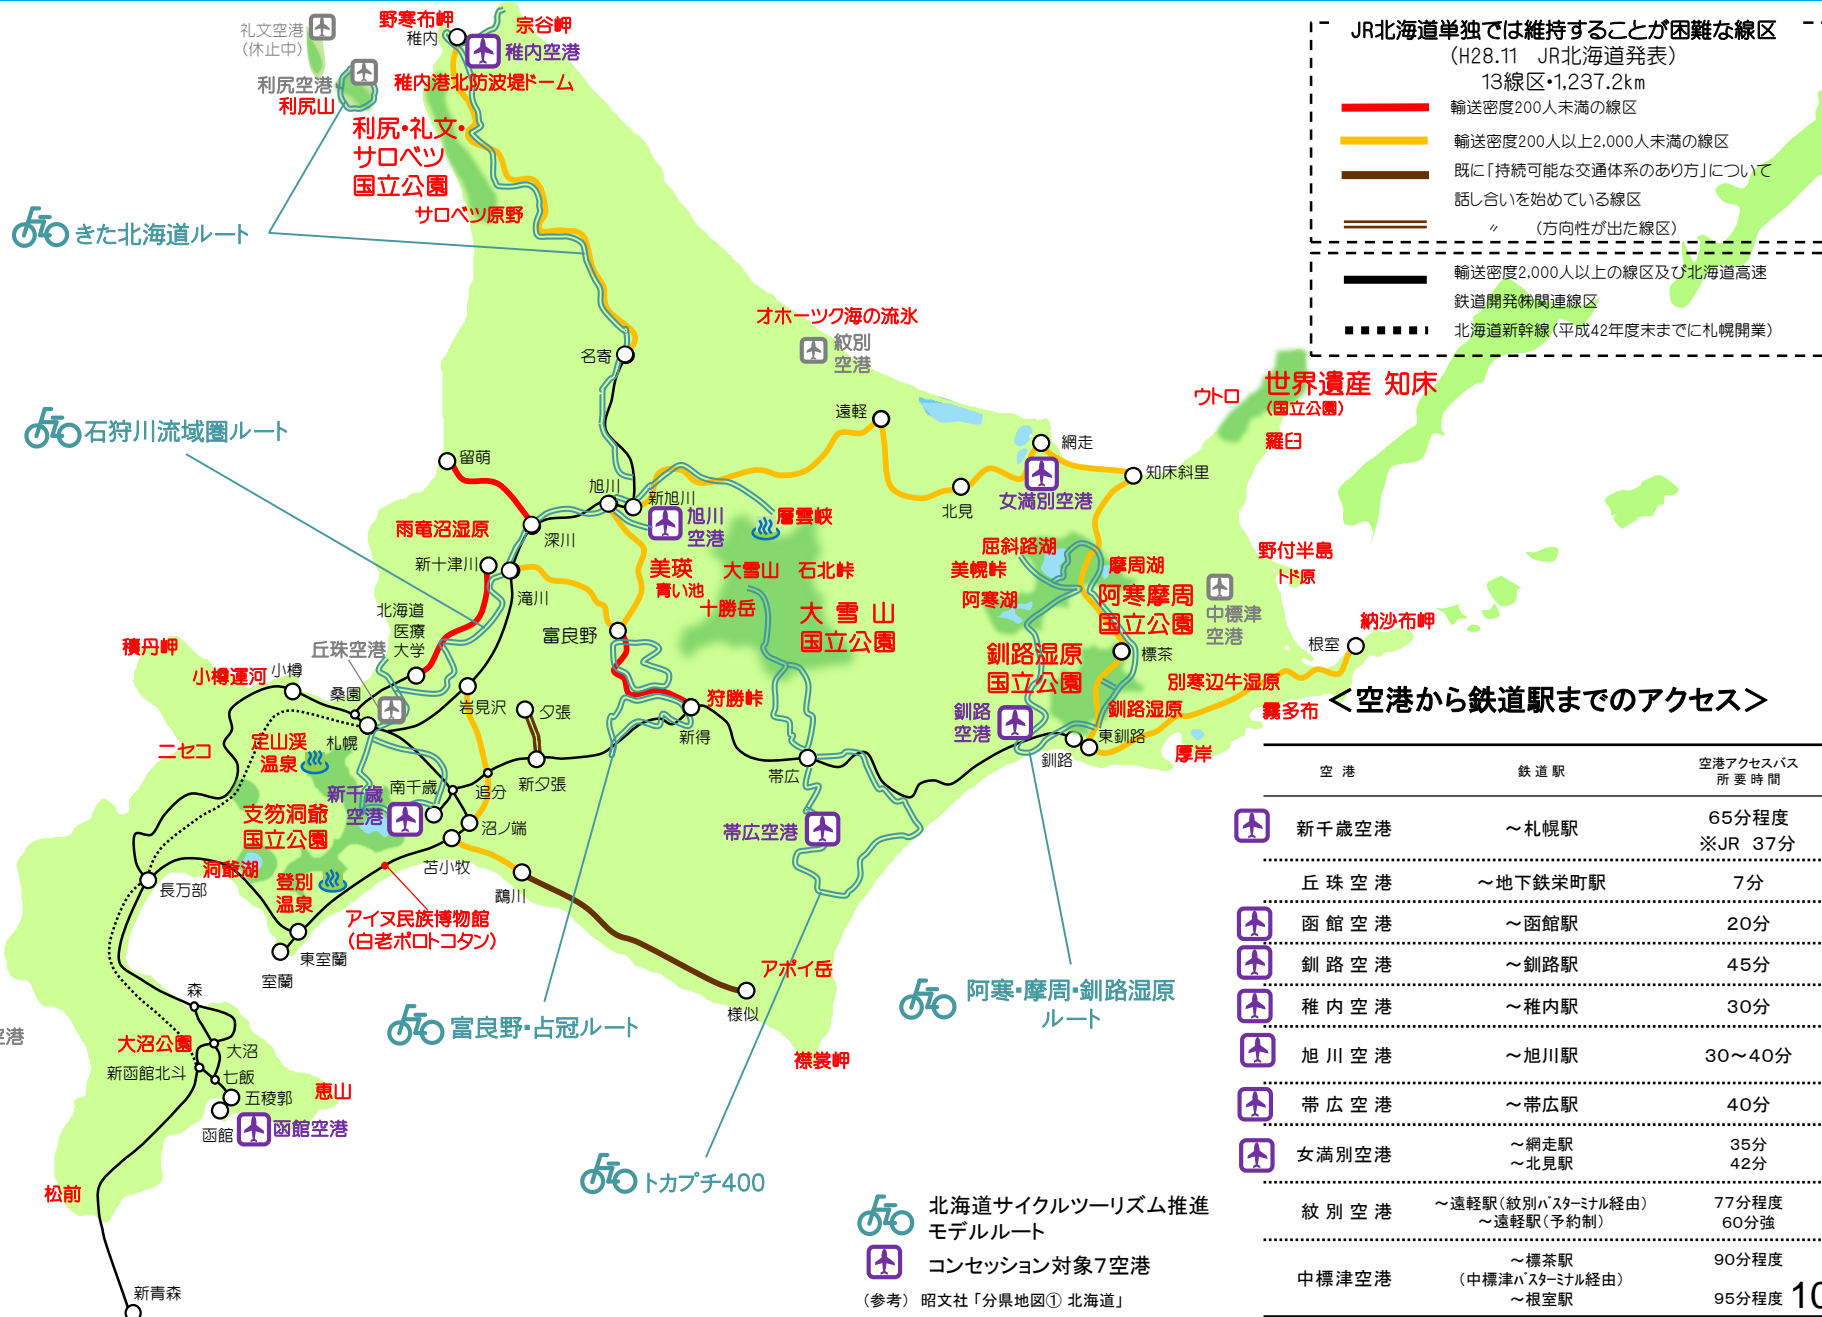 礼文空港
(休止中)
利尻空港
利尻山
野寒布岬
稚内
宗谷岬
稚内空港
稚内港北防波堤ドーム
利尻・礼文・
サロベツ
国立公園
サロベツ原野
きた北海道ルート
石狩川流域圏ルート
名寄
オホーツク海の流氷
紋別
空港
遠軽
網走
女満別空港
北見
知床斜里
ウトロ
世界遺産 知床
(国立公園)
羅臼
留萌
旭川
新旭川
旭川
空港
層雲峡
雨竜沼湿原
深川
新十津川
滝川
美瑛
青い池
大雪山
石北峠
十勝岳
大 雪 山
国立公園
屈斜路湖
美幌峠
阿寒湖
摩周湖
阿寒摩周
国立公園
中標津
空港
野付半島
トドワラ原
納沙布岬
根室
北海道
医療
大学
丘珠空港
富良野
積丹岬
小樽運河
小樽
桑園
札幌
岩見沢
夕張
狩勝峠
新得
釧路湿原
国立公園
標茶
別寒辺牛湿原
霧多布
釧路湿原
釧路
空港
釧路
東釧路
厚岸
ニセコ
定山渓
温泉
新千歳
空港
南千歳
追分
新夕張
帯広
支笏洞爺
国立公園
沼ノ端
帯広空港
洞爺湖
登別
温泉
苫小牧
鵡川
長万部
アイヌ民族博物館
(白老ポロトコタン)
東室蘭
室蘭
アポイ岳
様似
襟裳岬
富良野・占冠ルート
阿寒・摩周・釧路湿原
ルート
トカプチ400
森
大沼公園
大沼
新函館北斗
七飯
五稜郭
恵山
函館
函館空港
空港
松前
新青森
JR北海道単独では維持することが困難な線区
(H28.11 JR北海道発表)
13線区・1,237.2km
輸送密度200人未満の線区
輸送密度200人以上2,000人未満の線区
既に「持続可能な交通体系のあり方」について
話し合いを始めている線区
〃 (方向性が出た線区)
輸送密度2,000人以上の線区及び北海道高速
鉄道開発㈱関連線区
北海道新幹線(平成42年度末までに札幌開業)
＜空港から鉄道駅までのアクセス＞
空 港 鉄道駅 空港アクセスバス
所要時間
新千歳空港 ～札幌駅 65分程度
※JR 37分
丘珠空港 ～地下鉄栄町駅 7分
函館空港 ～函館駅 20分
釧路空港 ～釧路駅 45分
稚内空港 ～稚内駅 30分
旭川空港 ～旭川駅 30～40分
帯広空港 ～帯広駅 40分
女満別空港 ～網走駅 35分
～北見駅 42分
紋別空港 ～遠軽駅(紋別バスターミナル経由) 77分程度
～遠軽駅(予約制) 60分強
中標津空港 ～標茶駅 90分程度
(中標津バスターミナル経由)
～根室駅 95分程度
北海道サイクルツーリズム推進
モデルルート
コンセッション対象7空港
(参考) 昭文社「分県地図① 北海道」
10